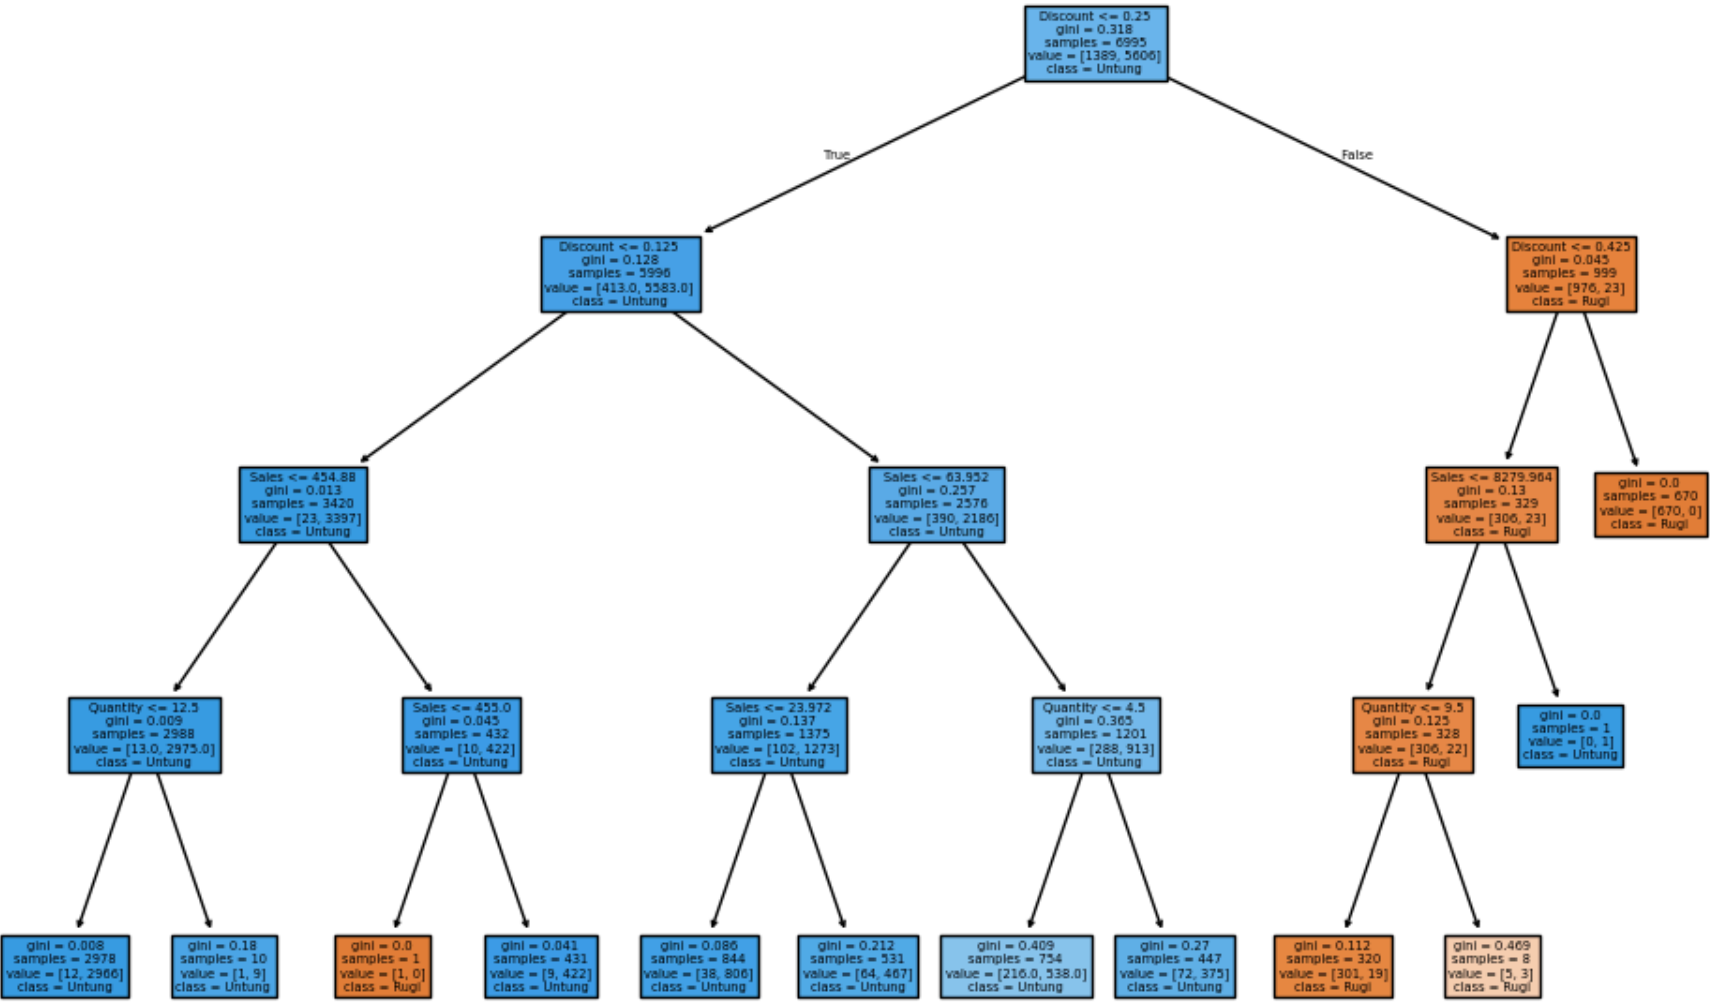 Discount <= 0.25
gini = 0.318
samples = 6995
value = [1389, 5606]
class = Untung
True
False
Discount <= 0.125
gini = 0.128
samples = 5996
value = [413.0, 5583.0]
class = Untung
Discount <= 0.425
gini = 0.045
samples = 999
value = [976, 23]
class = Rugi
Sales <= 454.88
gini = 0.013
samples = 3420
value = [23, 3397]
class = Untung
Sales <= 63.952
gini = 0.257
samples = 2576
value = [390, 2186]
class = Untung
Sales <= 8279.964
gini = 0.13
samples = 329
value = [306, 23]
class = Rugi
gini = 0.0
samples = 670
value = [670, 0]
class = Rugi
Quantity <= 12.5
gini = 0.009
samples = 2988
value = [13.0, 2975.0]
class = Untung
Sales <= 455.0
gini = 0.045
samples = 432
value = [10, 422]
class = Untung
Sales <= 23.972
gini = 0.137
samples = 1375
value = [102, 1273]
class = Untung
Quantity <= 4.5
gini = 0.365
samples = 1201
value = [288, 913]
class = Untung
Quantity <= 9.5
gini = 0.125
samples = 328
value = [306, 22]
class = Rugi
gini = 0.0
samples = 1
value = [0, 1]
class = Untung
gini = 0.008
samples = 2978
value = [12, 2966]
class = Untung
gini = 0.18
samples = 10
value = [1, 9]
class = Untung
gini = 0.0
samples = 1
value = [1, 0]
class = Rugi
gini = 0.041
samples = 431
value = [9, 422]
class = Untung
gini = 0.086
samples = 844
value = [38, 806]
class = Untung
gini = 0.212
samples = 531
value = [64, 467]
class = Untung
gini = 0.409
samples = 754
value = [216.0, 538.0]
class = Untung
gini = 0.27
samples = 447
value = [72, 375]
class = Untung
gini = 0.112
samples = 320
value = [301, 19]
class = Rugi
gini = 0.469
samples = 8
value = [5, 3]
class = Rugi